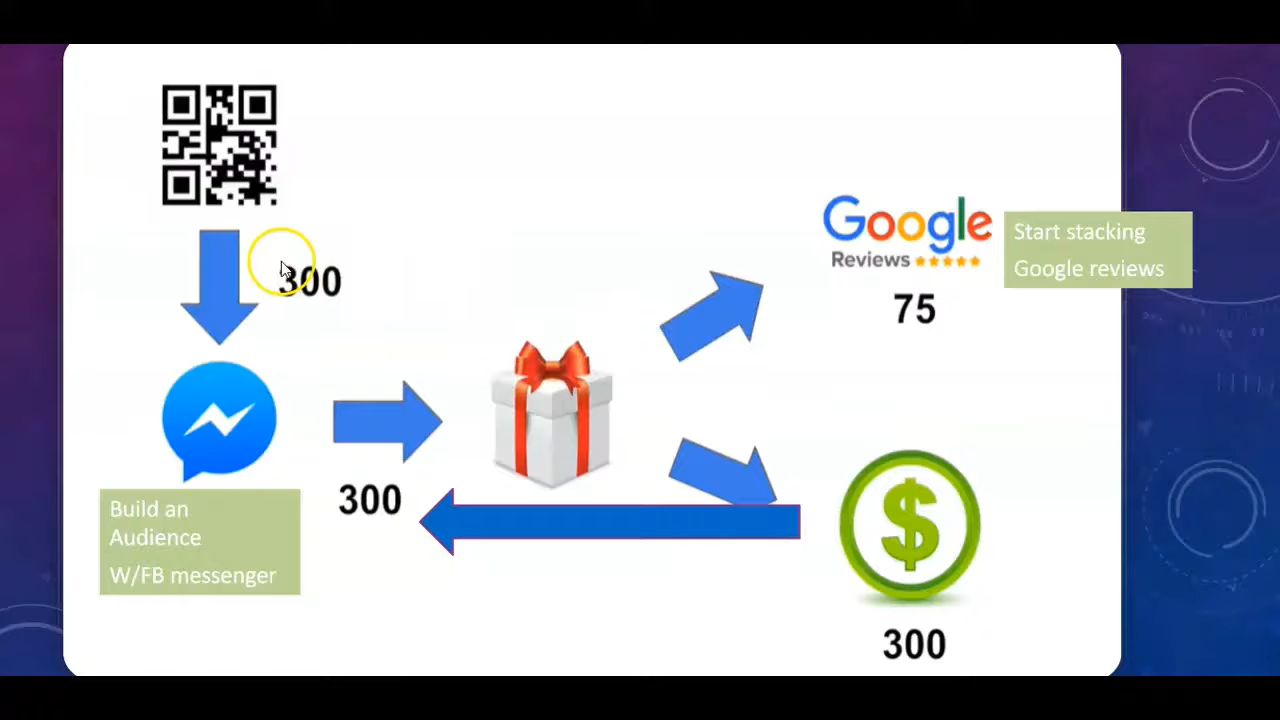 300
Google
Reviews
Start stacking
Google reviews
75
300
Build an
Audience
W/FB messenger
$
300